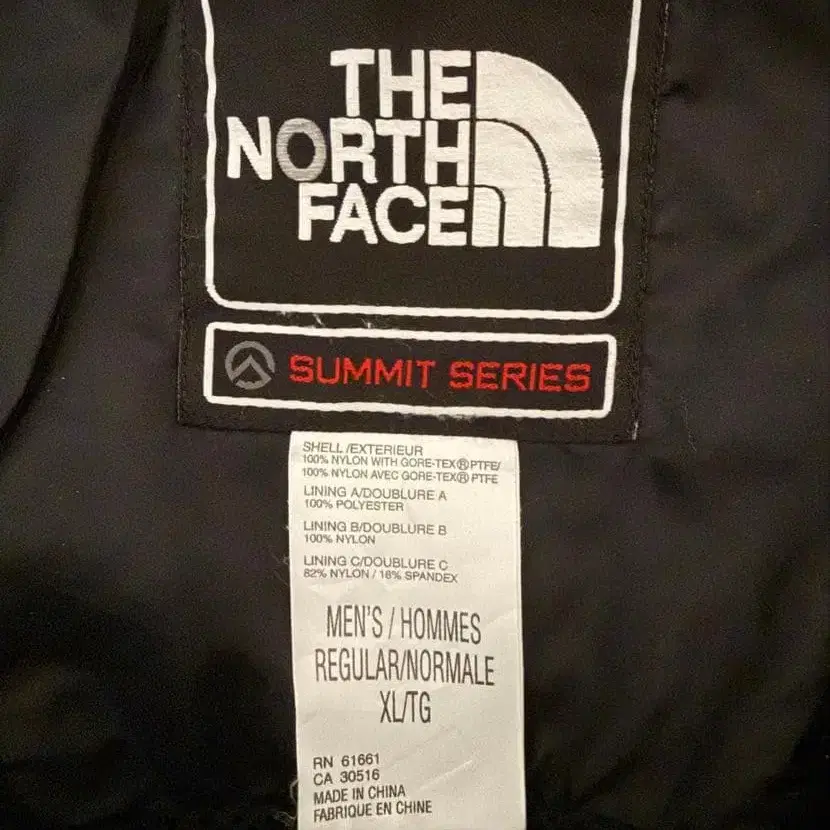 THE
NORTH
FACE
SUMMIT SERIES
SHELL/EXTERIEUR
100% NYLON WITH GORE-TEX®PTFE/
100% NYLON AVEC GORE-TEX® PTFE
LINING A/DOUBLURE A
100% POLYESTER
LINING B/DOUBLURE B
100% NYLON
LINING C/DOUBLURE C
82% NYLON / 18% SPANDEX
MEN'S / HOMMES
REGULAR/NORMALE
XL/TG
RN 61661
CA 30516
MADE IN CHINA
FABRIQUE EN CHINE